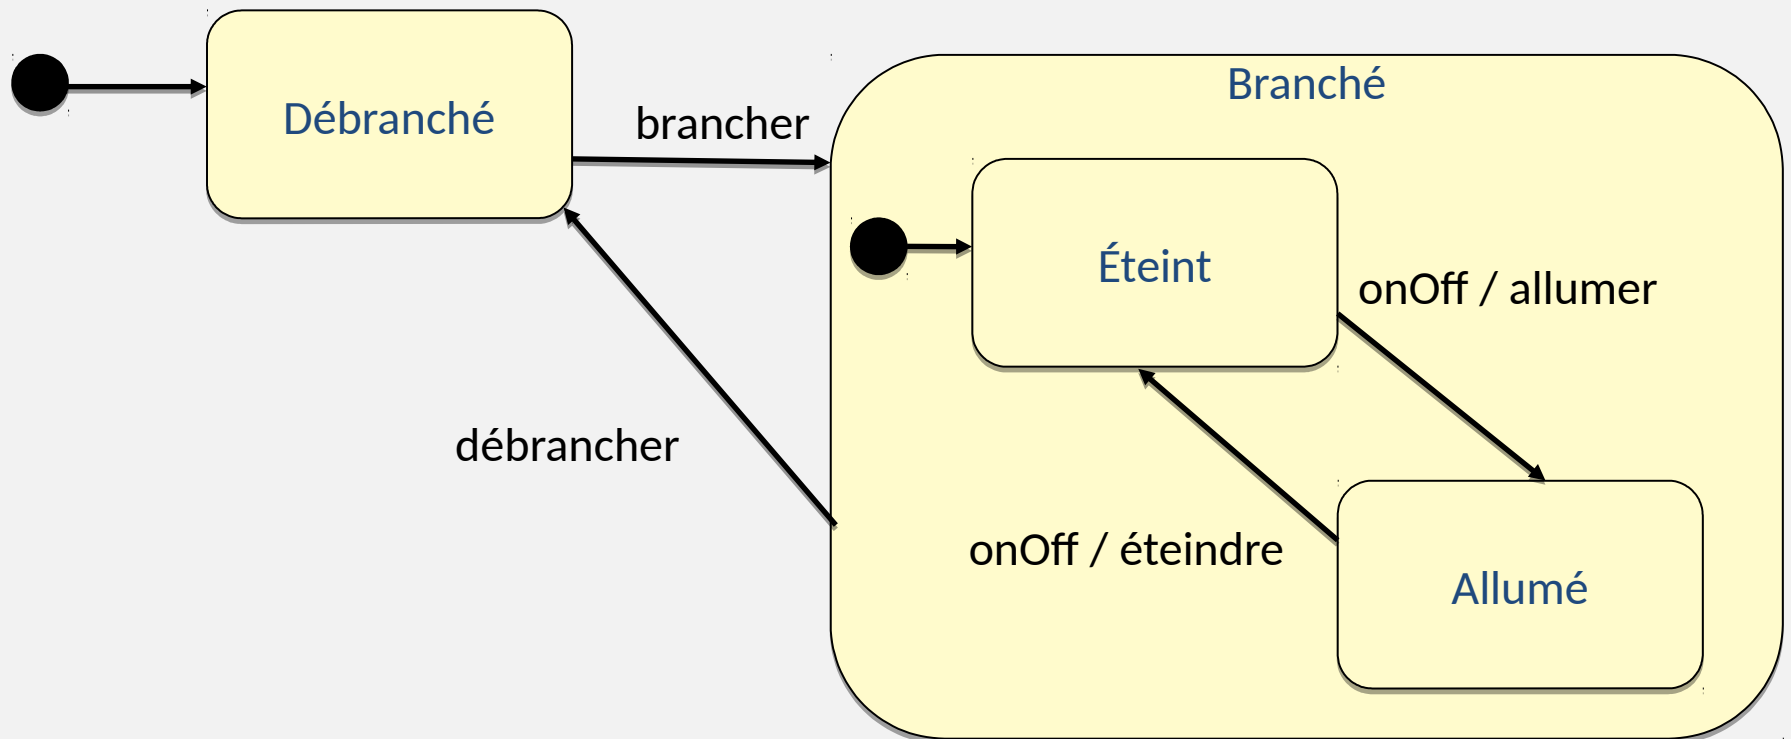 Branché
Débranché
brancher
Éteint
onOff / allumer
débrancher
onOff / éteindre
Allumé